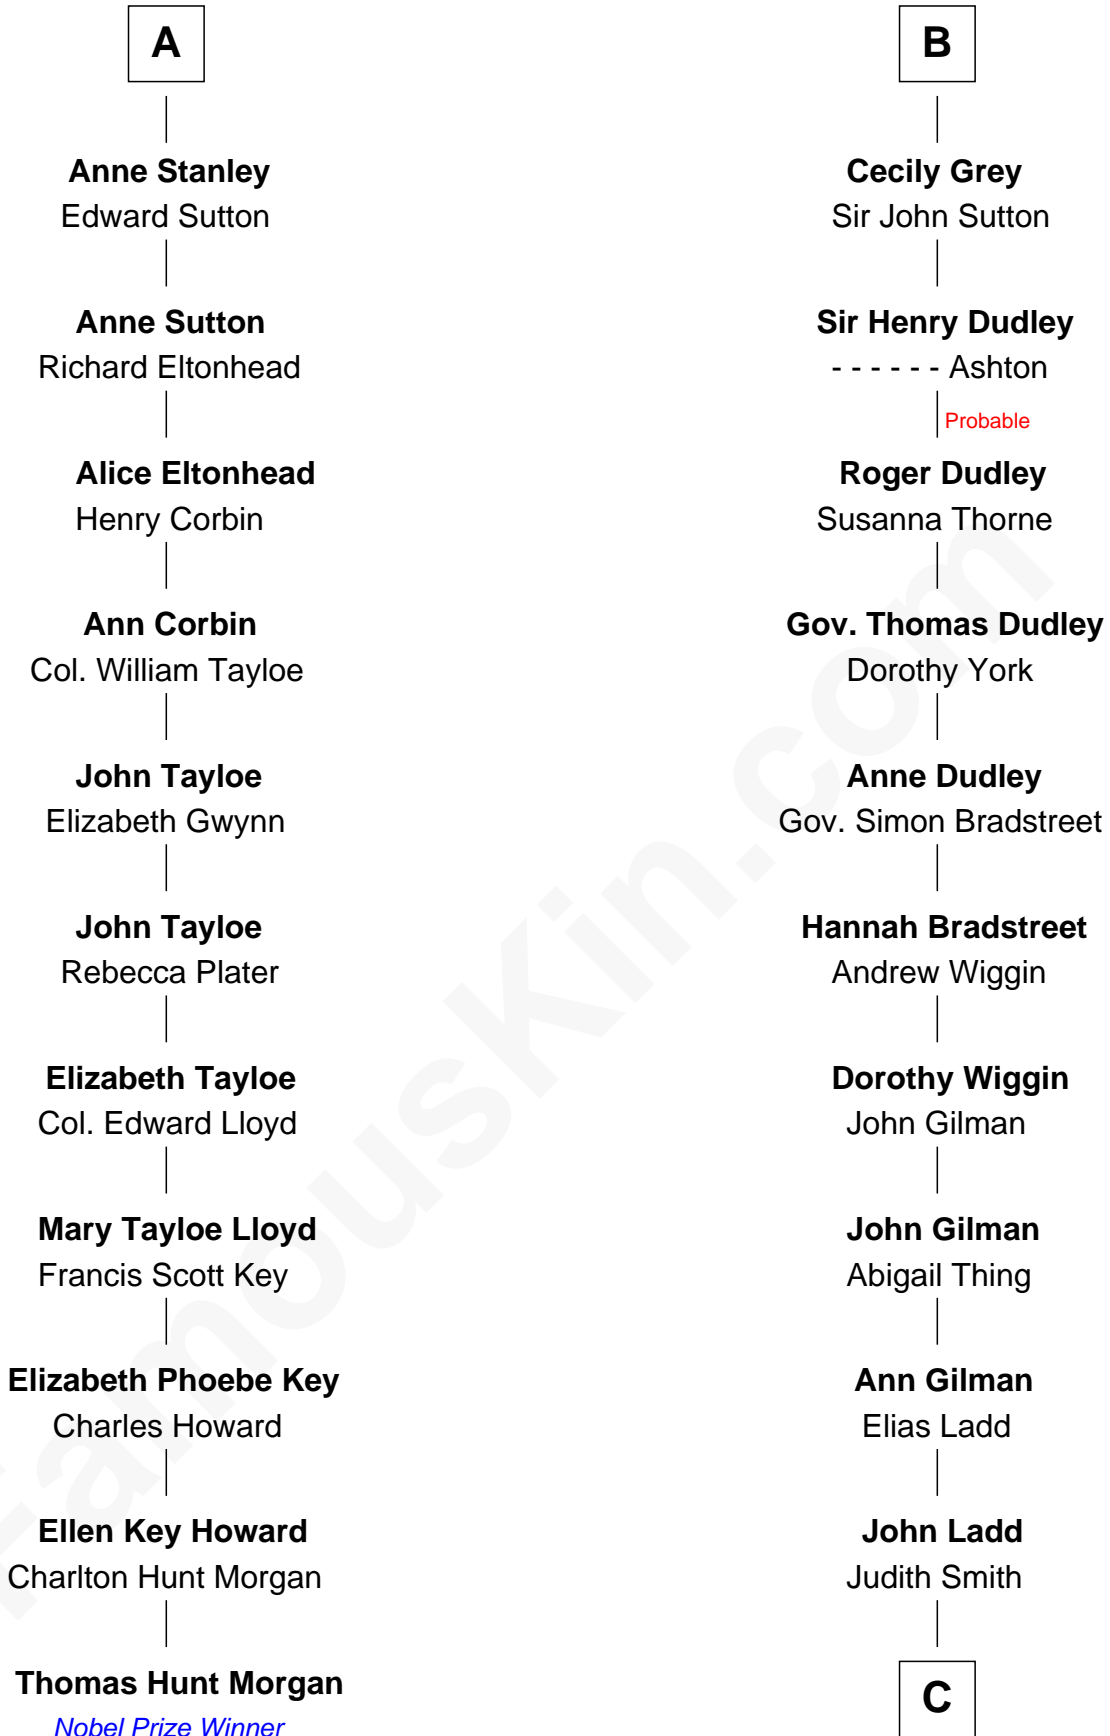 A
Anne Stanley
Edward Sutton
Anne Sutton
Richard Eltonhead
Alice Eltonhead
Henry Corbin
Ann Corbin
Col. William Tayloe
John Tayloe
Elizabeth Gwynn
John Tayloe
Rebecca Plater
Elizabeth Tayloe
Col. Edward Lloyd
Mary Tayloe Lloyd
Francis Scott Key
Elizabeth Phoebe Key
Charles Howard
Ellen Key Howard
Charlton Hunt Morgan
Thomas Hunt Morgan
Nobel Prize Winner
B
Cecily Grey
Sir John Sutton
Sir Henry Dudley
- - - - - - Ashton
Probable
Roger Dudley
Susanna Thorne
Gov. Thomas Dudley
Dorothy York
Anne Dudley
Gov. Simon Bradstreet
Hannah Bradstreet
Andrew Wiggin
Dorothy Wiggin
John Gilman
John Gilman
Abigail Thing
Ann Gilman
Elias Ladd
John Ladd
Judith Smith
C
FamousKin.com